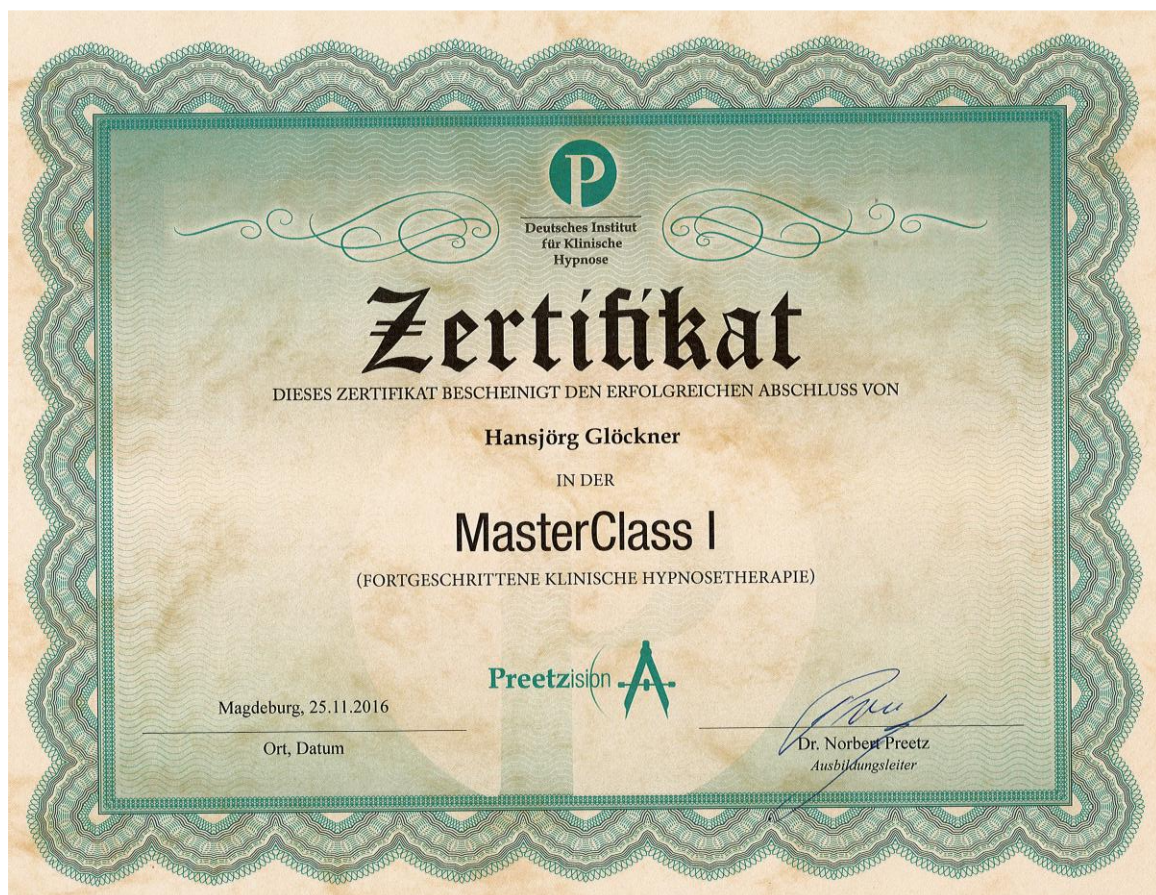 P
Deutsches Institut
für Klinische
Hypnose
Zertifikat
DIESES ZERTIFIKAT BESCHEINIGT DEN ERFOLGREICHEN ABSCHLUSS VON
Hansjörg Glöckner
IN DER
MasterClass I
(FORTGESCHRITTENE KLINISCHE HYPNOSETHERAPIE)
Preetzision
Magdeburg, 25.11.2016
Ort, Datum
Dr. Norbert Preetz
Ausbildungsleiter